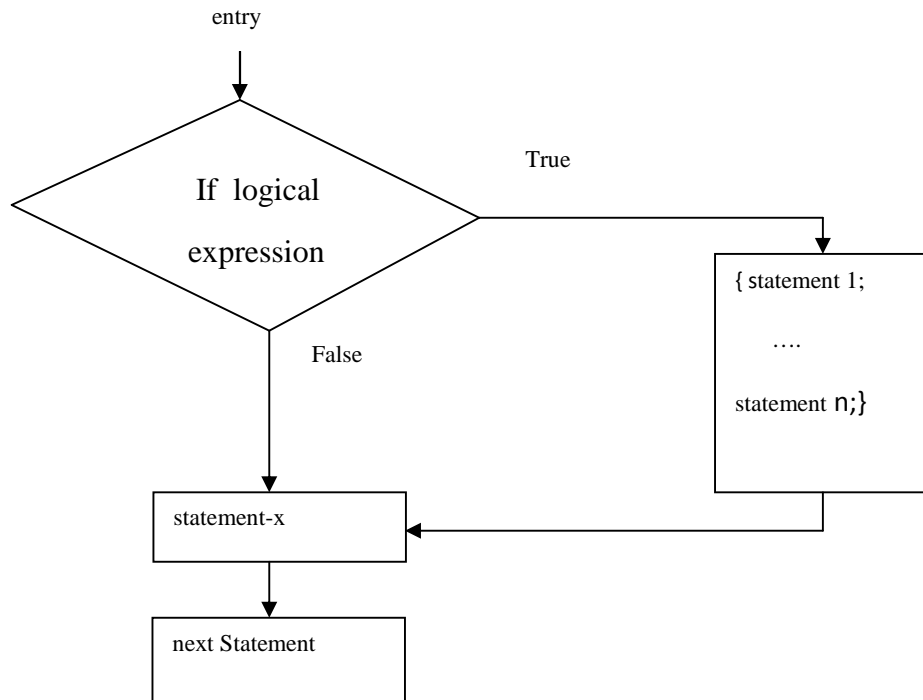 entry
True
If logical
expression
{ statement 1;
….
statement n;}
False
statement-x
next Statement